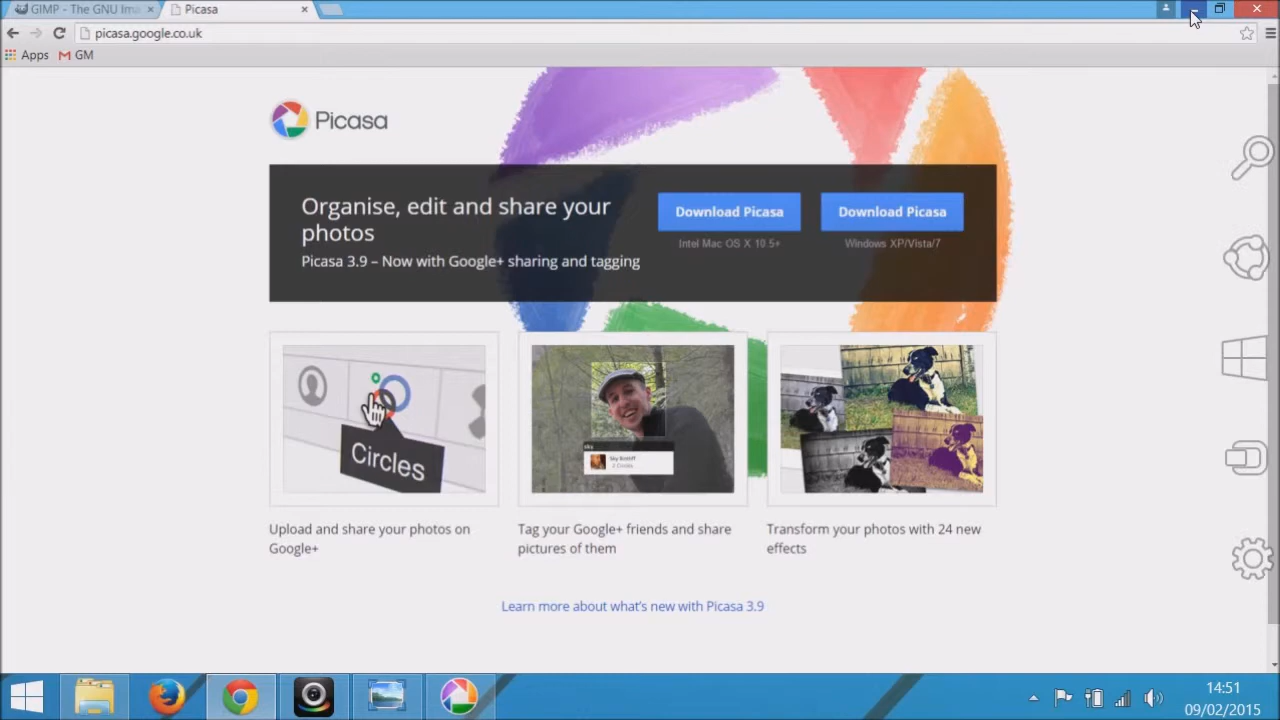 GIMP - The GNU Ima
Picasa
picasa.google.co.uk
Apps
GM
Picasa
Organise, edit and share your
photos
Picasa 3.9 – Now with Google+ sharing and tagging
Download Picasa
Intel Mac OS X 10.5+
Download Picasa
Windows XP/Vista/7
Circles
Upload and share your photos on
Google+
Tag your Google+ friends and share
pictures of them
Transform your photos with 24 new
effects
Learn more about what's new with Picasa 3.9
14:51
09/02/2015